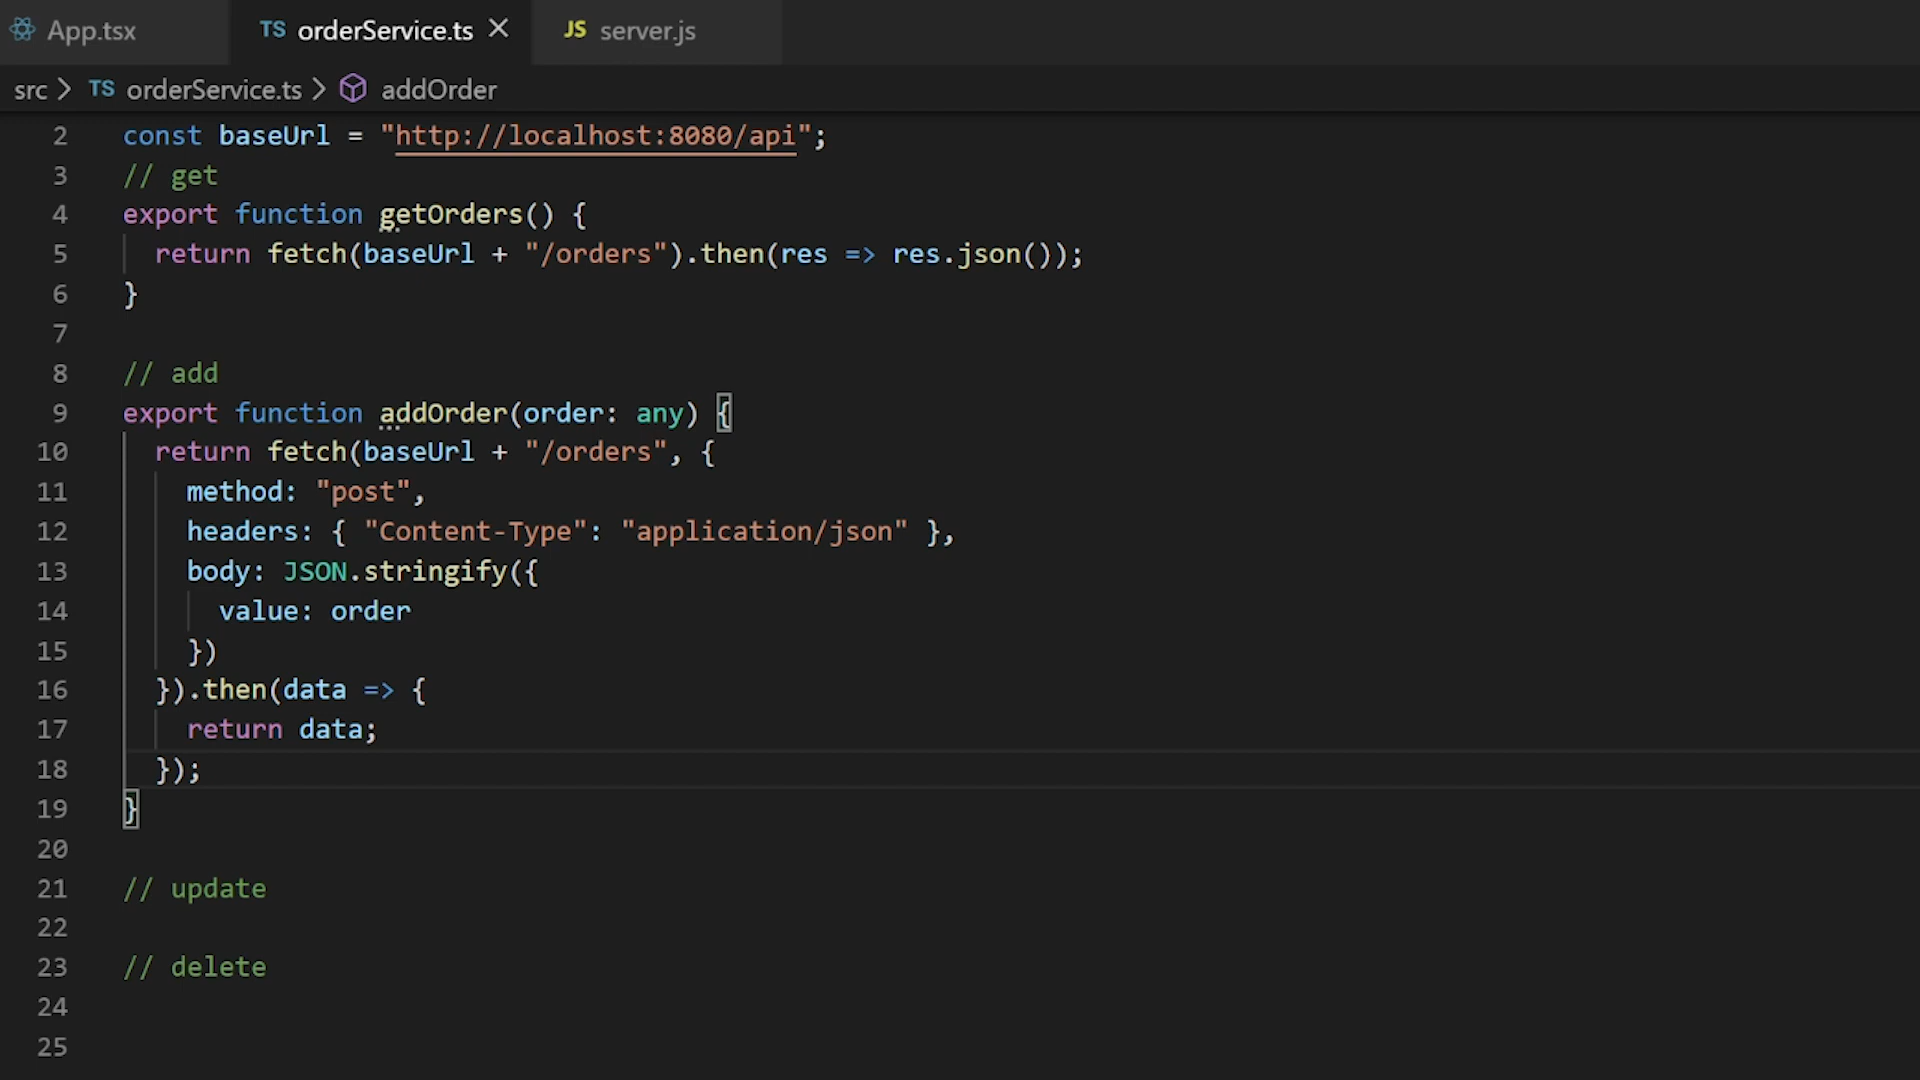 App.tsx
TS orderService.ts
JS server.js
src > TS orderService.ts > addOrder
2 const baseUrl = "http://localhost:8080/api";
3 // get
4 export function getOrders() {
5 return fetch(baseUrl + "/orders").then(res => res.json());
6 }
7
8 // add
9 export function addOrder(order: any) {
10 return fetch(baseUrl + "/orders", {
11 method: "post",
12 headers: { "Content-Type": "application/json" },
13 body: JSON.stringify({
14 value: order
15 })
16 }).then(data => {
17 return data;
18 });
19 }
20
21 // update
22
23 // delete
24
25